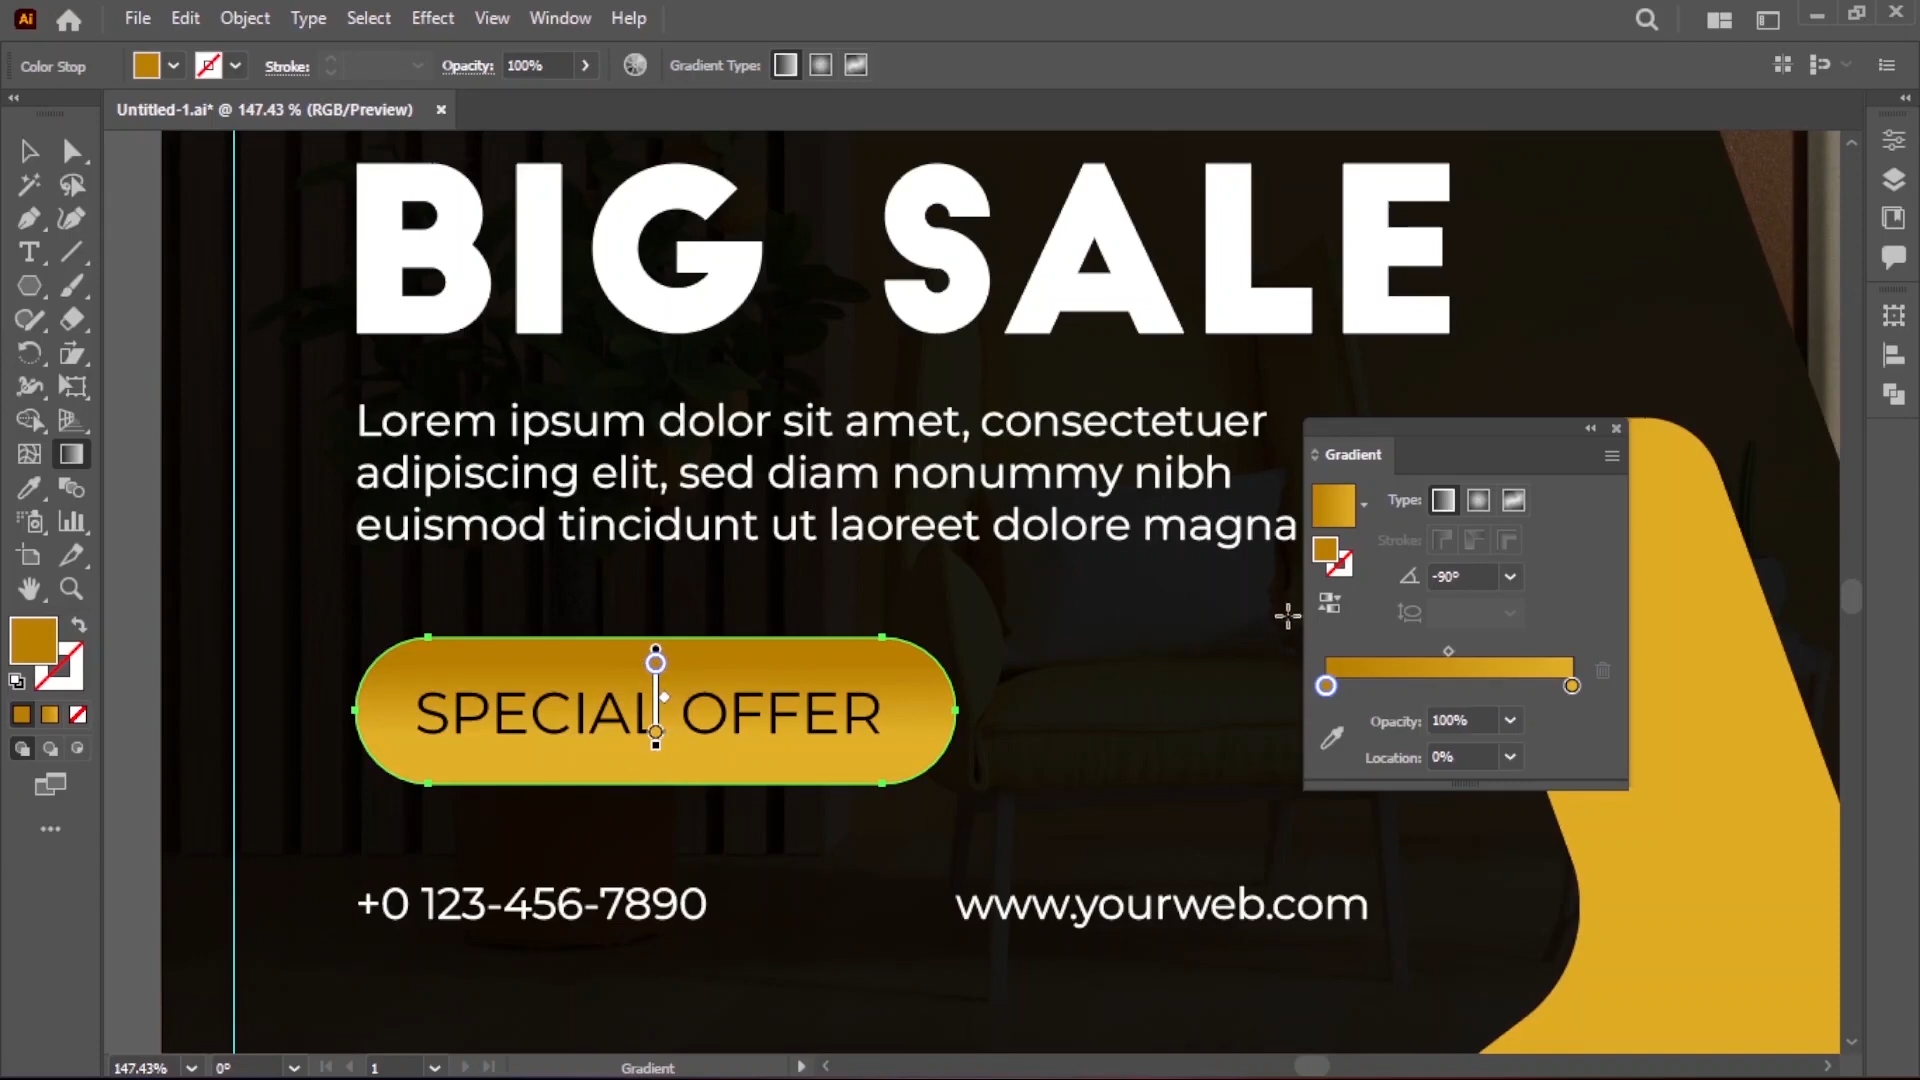 Ai File Edit Object Type Select Effect View Window Help
Color Stop Stroke: Opacity: 100% Gradient Type:
Untitled-1.ai* @ 147.43 % (RGB/Preview)
BIG SALE
Lorem ipsum dolor sit amet, consectetuer
adipiscing elit, sed diam nonummy nibh
euismod tincidunt ut laoreet dolore magna
Gradient
Type:
Stroke:
-90°
Opacity: 100%
Location: 0%
SPECIAL OFFER
+0 123-456-7890 www.yourweb.com
147.43% 0° 1 Gradient